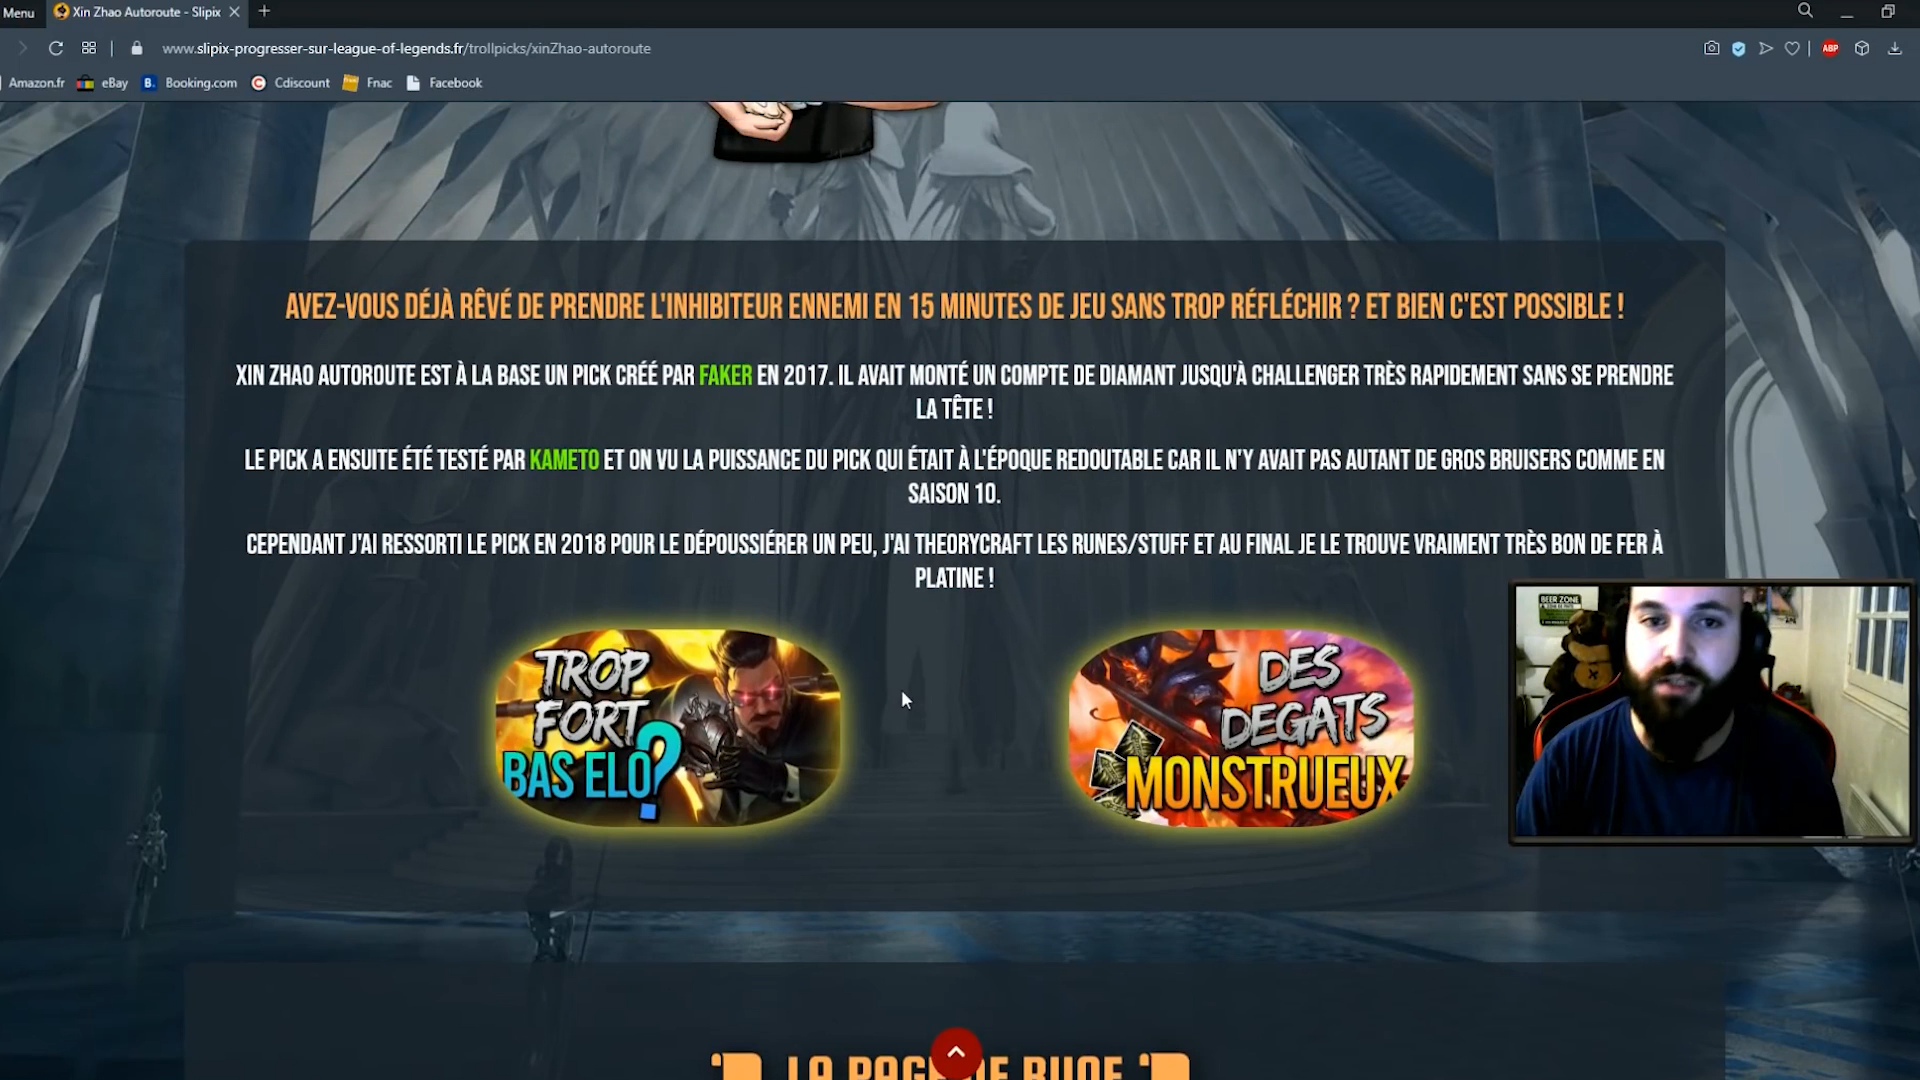 Menu
Xin Zhao Autoroute - Slipix
www.slipix-progresser-sur-league-of-legends.fr/trollpicks/xinZhao-autoroute
ABP
Amazon.fr
B.
eBay
Booking.com
Cdiscount
Fnac
Facebook
AVEZ-VOUS DÉJÀ RÊVÉ DE PRENDRE L'INHIBITEUR ENNEMI EN 15 MINUTES DE JEU SANS TROP RÉFLÉCHIR ? ET BIEN C'EST POSSIBLE !
XIN ZHAO AUTOROUTE EST À LA BASE UN PICK CRÉÉ PAR FAKER EN 2017. IL AVAIT MONTÉ UN COMPTE DE DIAMANT JUSQU'À CHALLENGER TRÈS RAPIDEMENT SANS SE PRENDRE
LA TÊTE !
LE PICK A ENSUITE ÉTÉ TESTÉ PAR KAMETO ET ON VU LA PUISSANCE DU PICK QUI ÉTAIT À L'ÉPOQUE REDOUTABLE CAR IL N'Y AVAIT PAS AUTANT DE GROS BRUISERS COMME EN
SAISON 10.
CEPENDANT J'AI RESSORTI LE PICK EN 2018 POUR LE DÉPOUSSIÉRER UN PEU, J'AI THEORYCRAFT LES RUNES/STUFF ET AU FINAL JE LE TROUVE VRAIMENT TRÈS BON DE FER À
PLATINE !
TROP
FORT
BAS ELO?
DES
DEGATS
MONSTRUEUX
BEER ZONE
LA PAGE DE RUNE